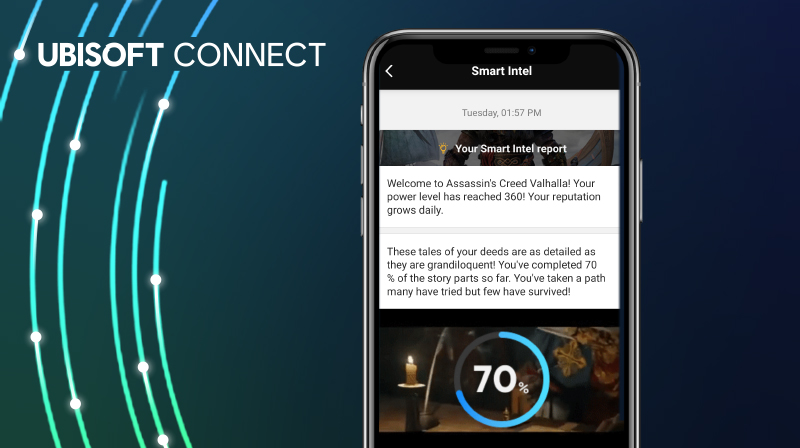 UBISOFT CONNECT
Smart Intel
Tuesday, 01:57 PM
Your Smart Intel report
Welcome to Assassin's Creed Valhalla! Your
power level has reached 360! Your reputation
grows daily.
These tales of your deeds are as detailed as
they are grandiloquent! You've completed 70
% of the story parts so far. You've taken a path
many have tried but few have survived!
70%